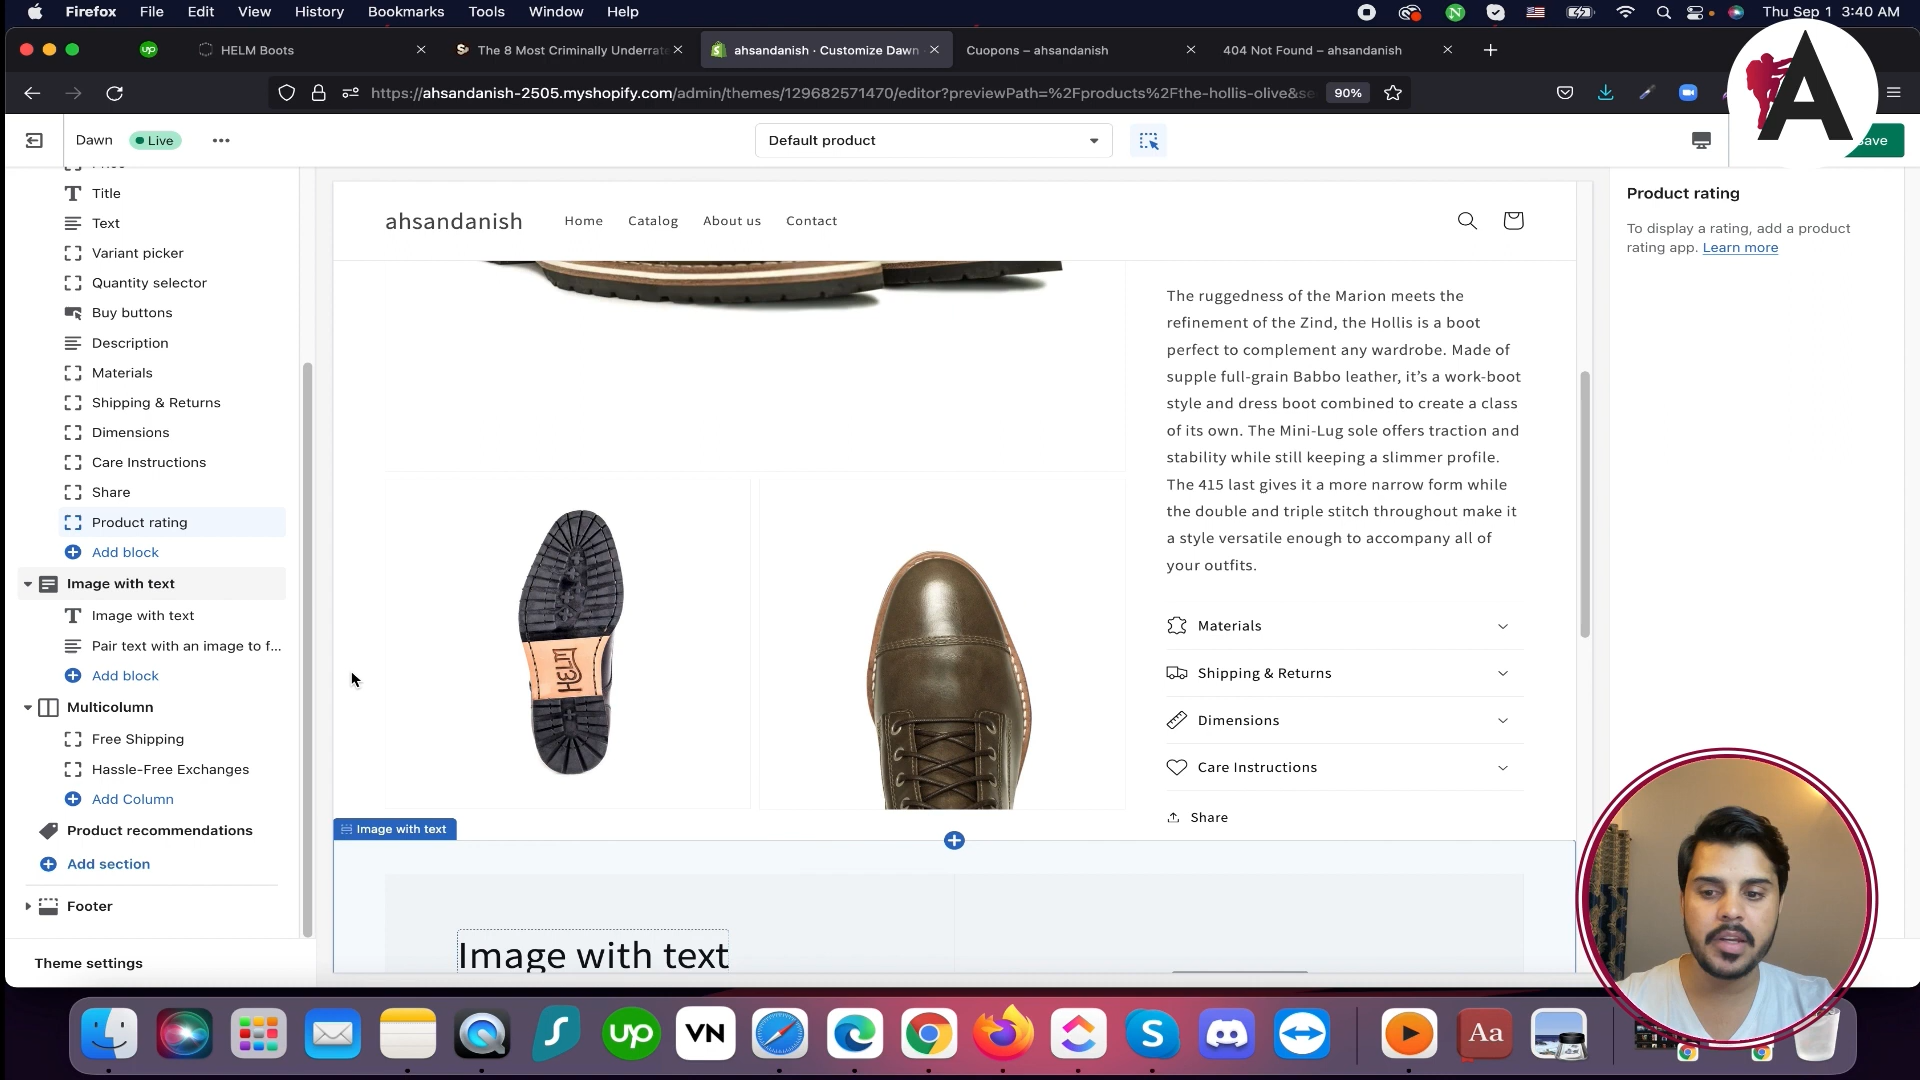 Firefox File Edit View History Bookmarks Tools Window Help Thu Sep 1 3:40 AM
up HELM Boots The 8 Most Criminally Underrate ahsandanish · Customize Dawn Cuopons – ahsandanish 404 Not Found – ahsandanish
https://ahsandanish-2505.myshopify.com/admin/themes/129682571470/editor?previewPath=%2Fproducts%2Fthe-hollis-olive&se 90%
Dawn Live Default product
Title
Text
Variant picker
Quantity selector
Buy buttons
Description
Materials
Shipping & Returns
Dimensions
Care Instructions
Share
Product rating
Add block
Image with text
Image with text
Pair text with an image to f...
Add block
Multicolumn
Free Shipping
Hassle-Free Exchanges
Add Column
Product recommendations
Add section
Footer
Theme settings
ahsandanish Home Catalog About us Contact
The ruggedness of the Marion meets the
refinement of the Zind, the Hollis is a boot
perfect to complement any wardrobe. Made of
supple full-grain Babbo leather, it's a work-boot
style and dress boot combined to create a class
of its own. The Mini-Lug sole offers traction and
stability while still keeping a slimmer profile.
The 415 last gives it a more narrow form while
the double and triple stitch throughout make it
a style versatile enough to accompany all of
your outfits.
Materials
Shipping & Returns
Dimensions
Care Instructions
Share
HELM
Image with text
Image with text
Product rating
To display a rating, add a product
rating app. Learn more
A
up VN Aa